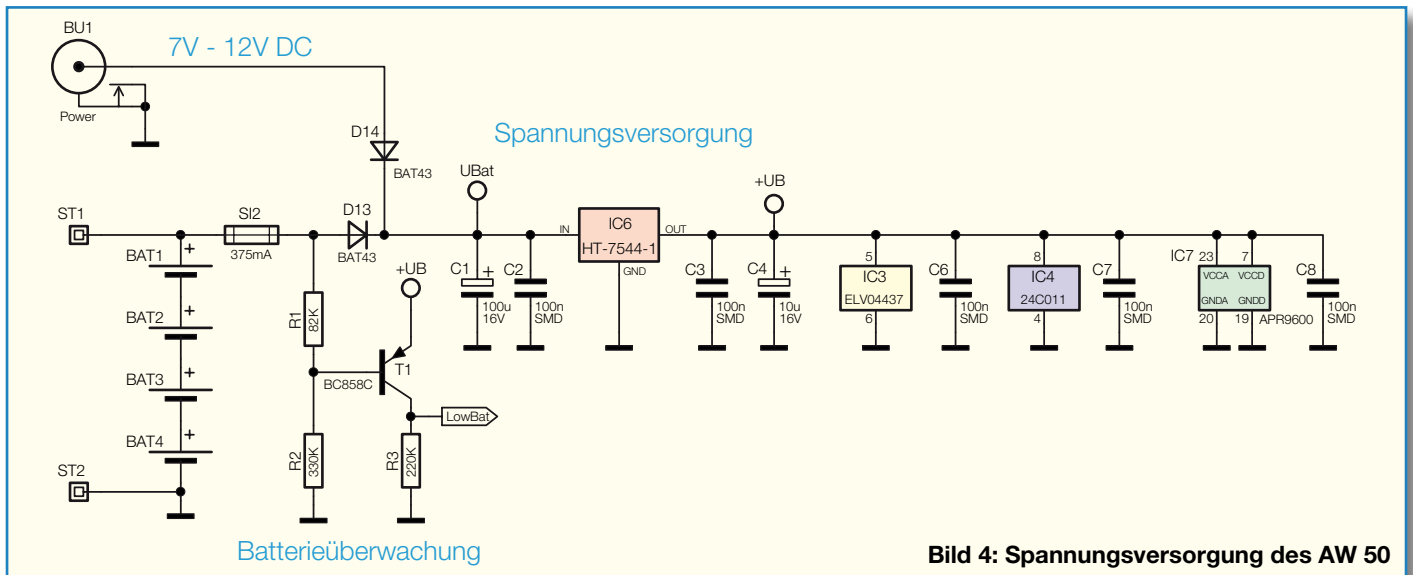 BU1
7V - 12V DC
Power
D14
BAT43
Spannungsversorgung
UBat
+UB
ST1
SI2
375mA
D13
BAT43
IN
IC6
HT-7544-1
OUT
GND
BAT1
+
BAT2
+
BAT3
+
BAT4
+
ST2
R1
82K
R2
330K
+UB
T1
BC858C
LowBat
R3
220K
C1
+
100u
16V
C2
100n
SMD
C3
100n
SMD
C4
+
10u
16V
5
IC3
ELV04437
6
C6
100n
SMD
8
IC4
24C011
4
C7
100n
SMD
IC7
23
7
VCCA
VCCD
GNDA
GNDD
20
19
APR9600
C8
100n
SMD
Batterieüberwachung
Bild 4: Spannungsversorgung des AW 50